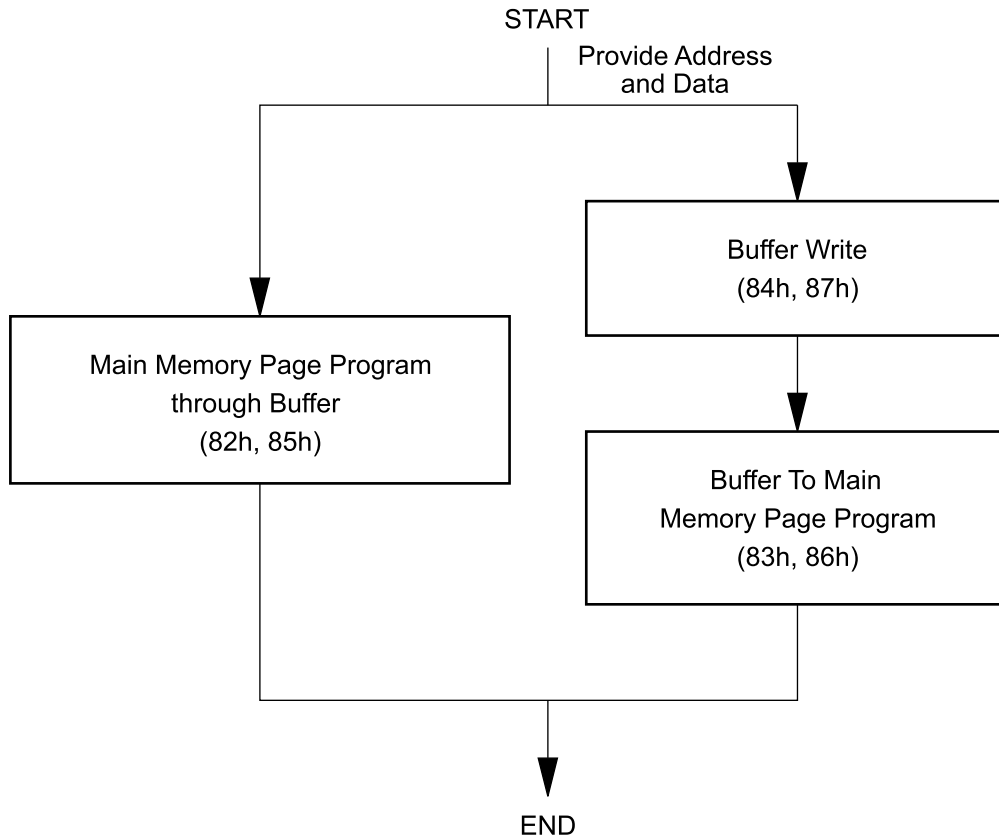 START
Provide Address
and Data
Buffer Write
(84h, 87h)
Main Memory Page Program
through Buffer
(82h, 85h)
Buffer To Main
Memory Page Program
(83h, 86h)
END